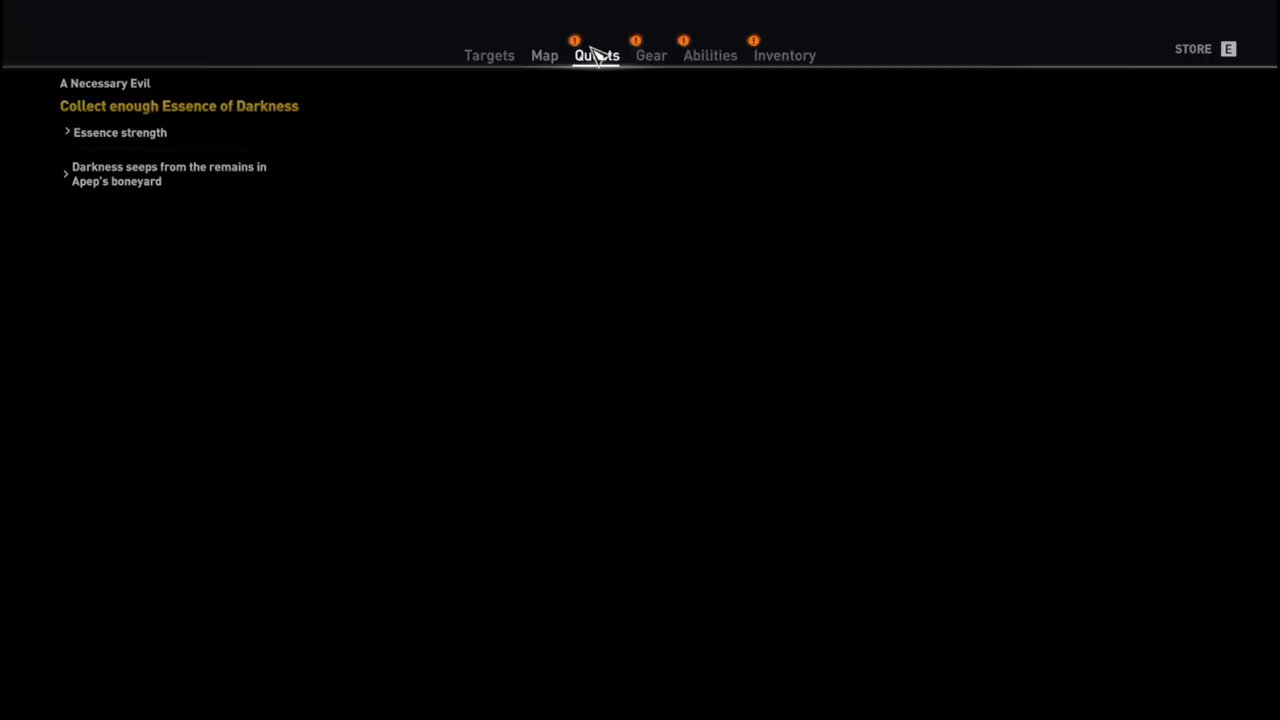 Targets Map Quests Gear Abilities Inventory
STORE E
A Necessary Evil
Collect enough Essence of Darkness
> Essence strength
> Darkness seeps from the remains in
Apep's boneyard